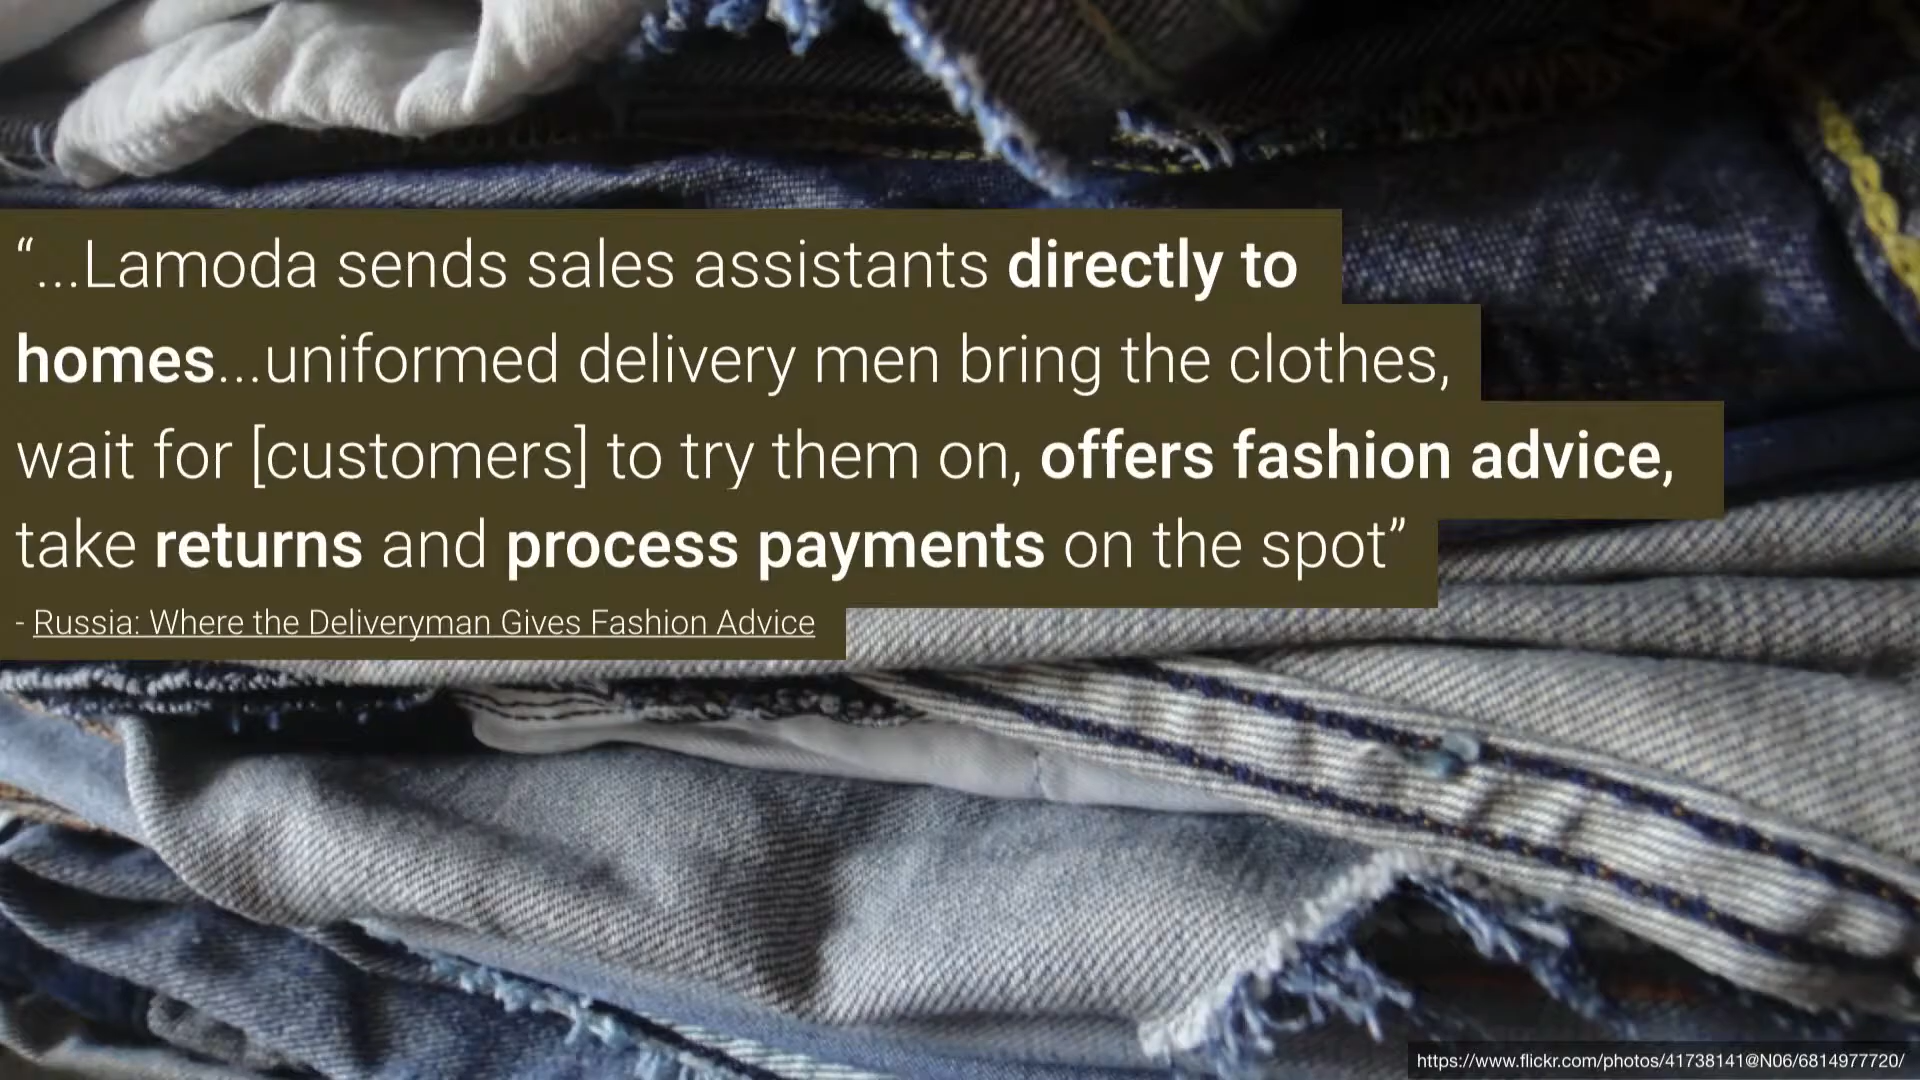 “...Lamoda sends sales assistants directly to
homes...uniformed delivery men bring the clothes,
wait for [customers] to try them on, offers fashion advice,
take returns and process payments on the spot”
- Russia: Where the Deliveryman Gives Fashion Advice
https://www.flickr.com/photos/41738141@N06/6814977720/